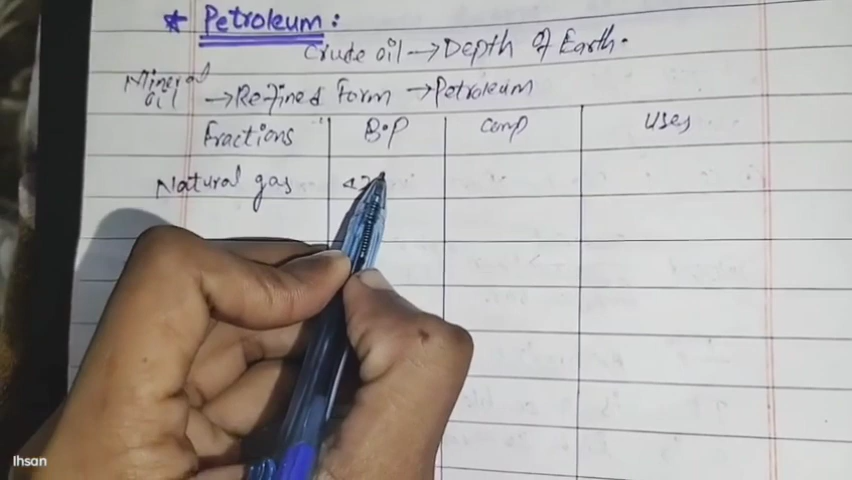 * Petroleum:
Crude oil → Depth of Earth.
Mineral oil → Refined Form → Petroleum
Fractions B.P Comp Uses
Natural gas
Ihsan